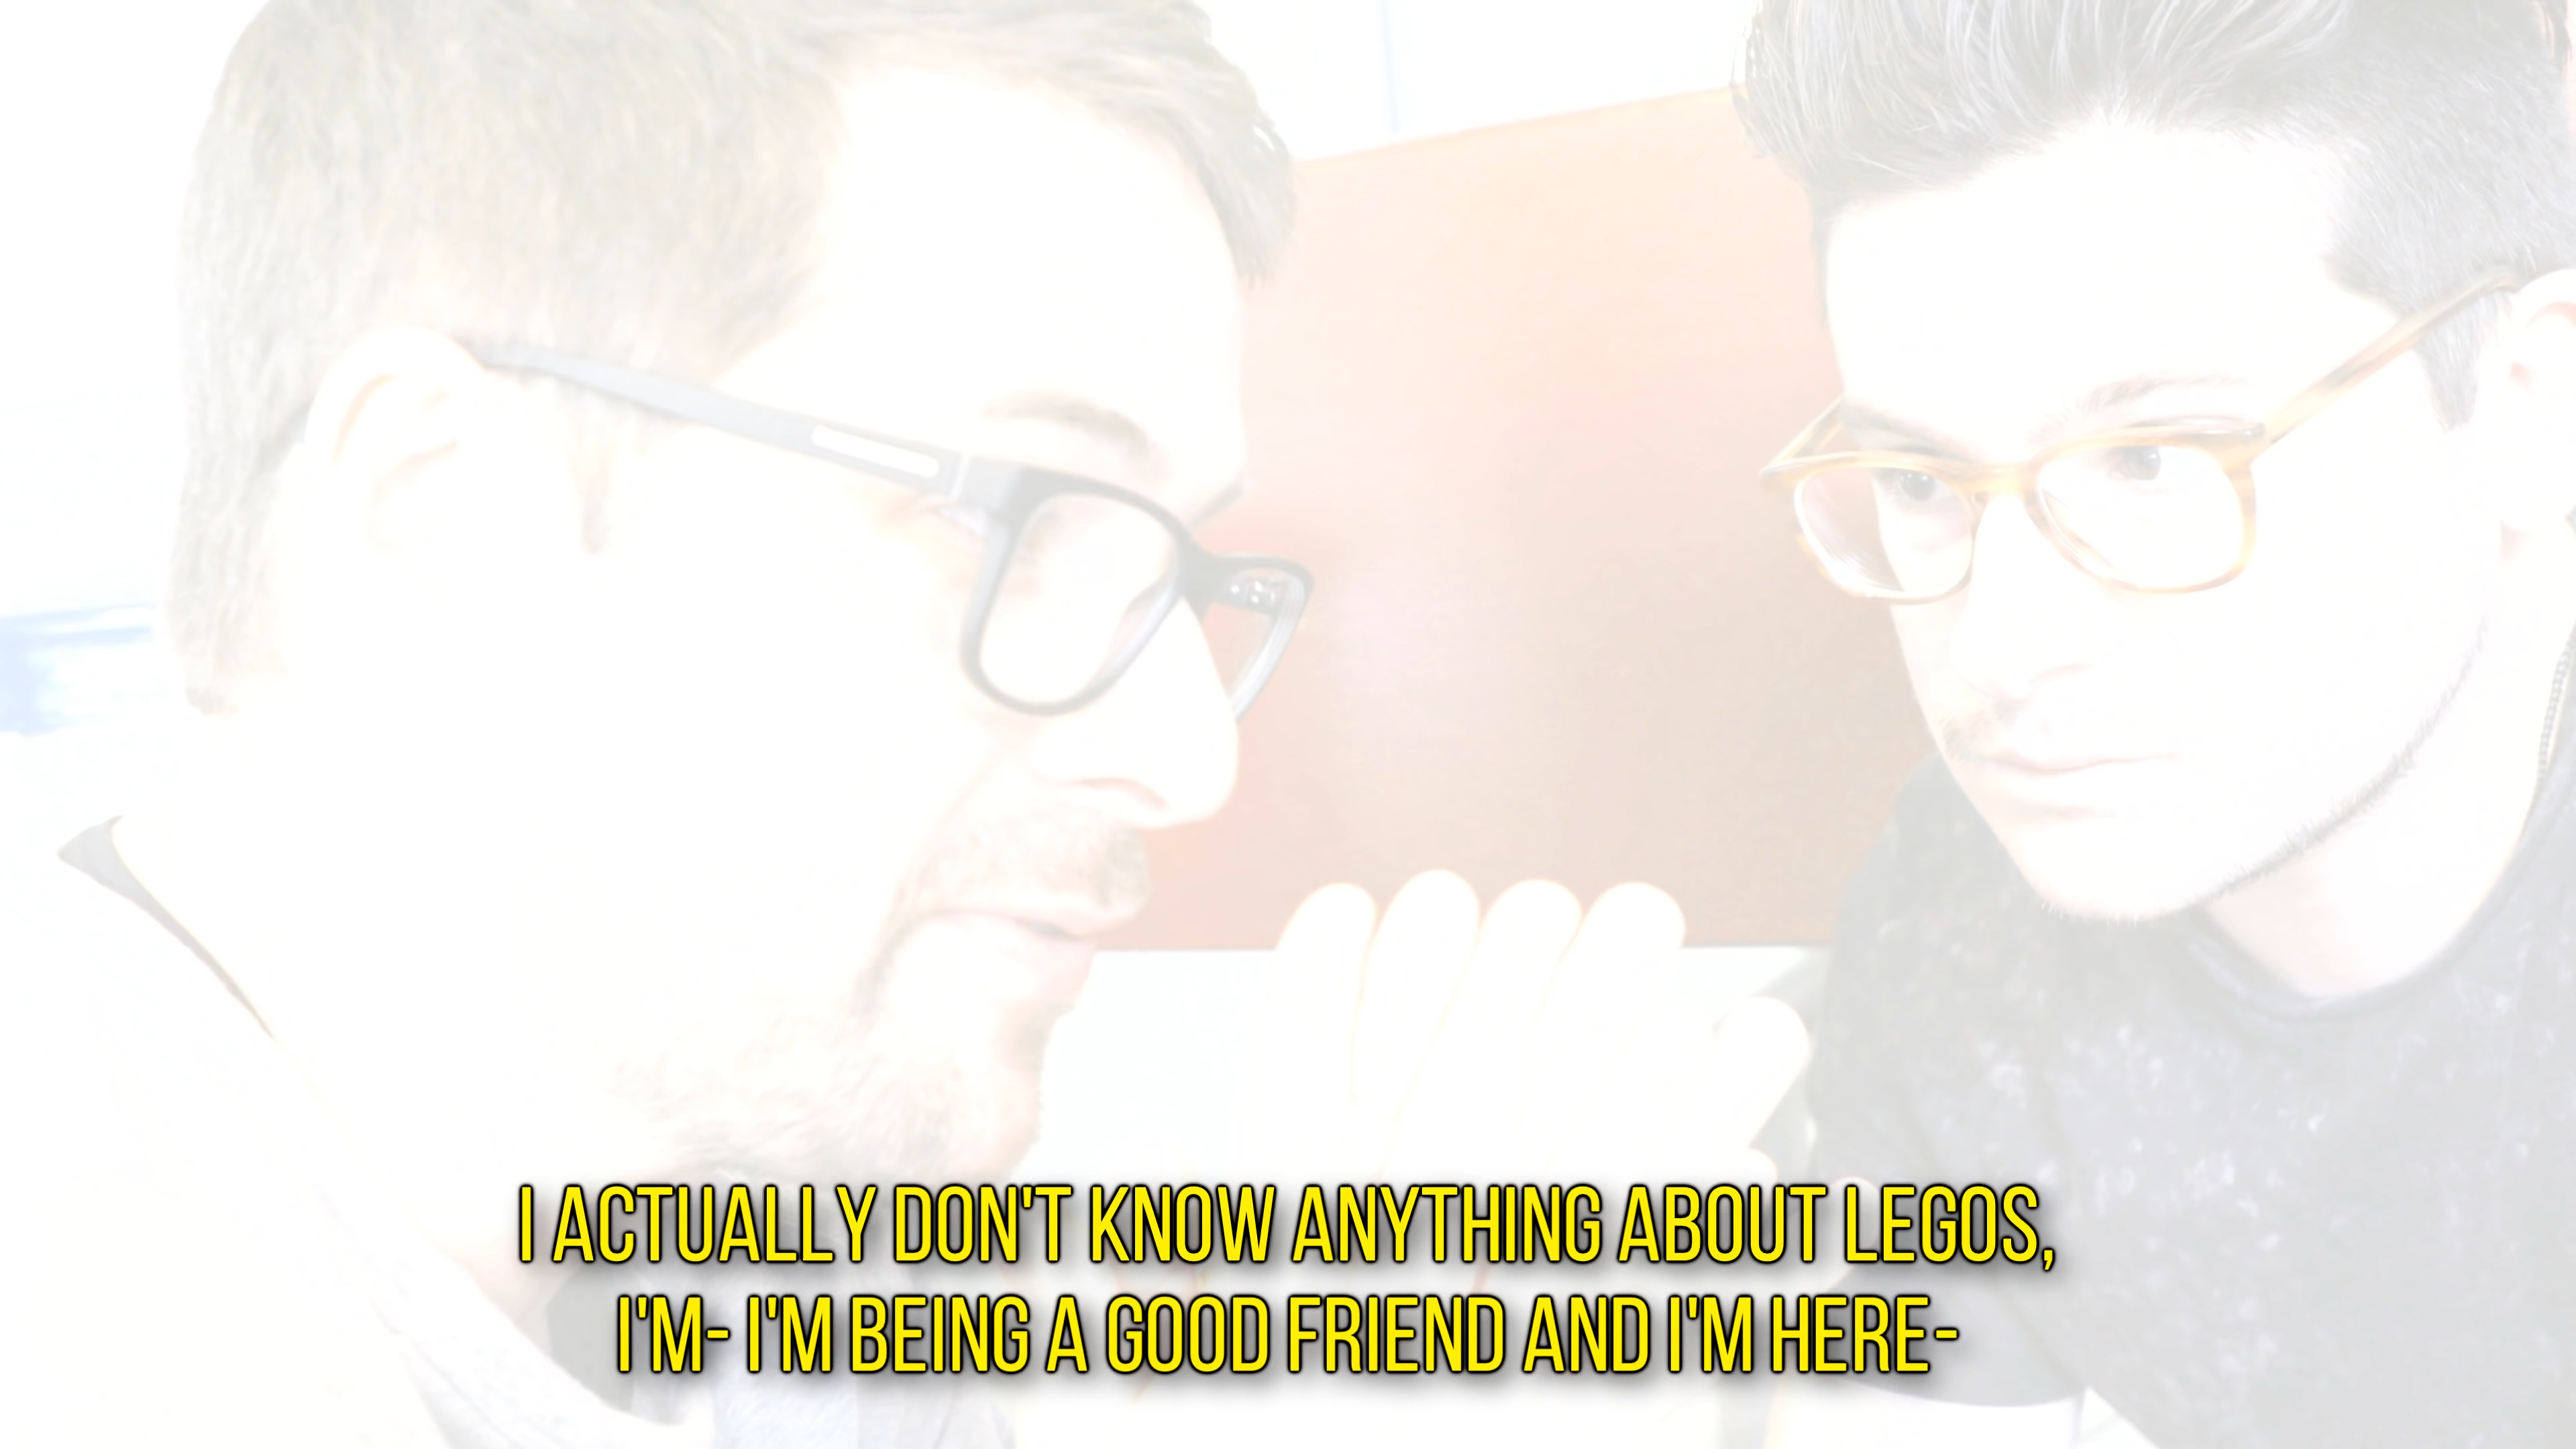 I ACTUALLY DON'T KNOW ANYTHING ABOUT LEGOS,
I'M- I'M BEING A GOOD FRIEND AND I'M HERE-